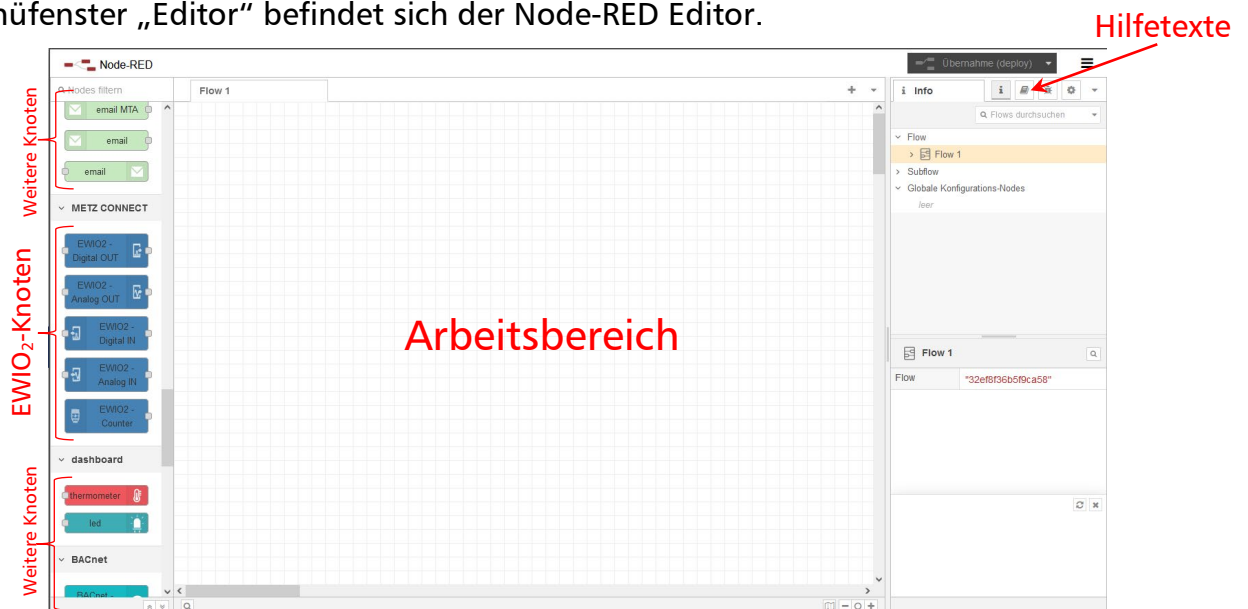 nüfenster „Editor“ befindet sich der Node-RED Editor.
Hilfetexte
Node-RED
Übernahme (deploy)
Nodes filtern
Flow 1
i Info
Flows durchsuchen
Flow
Flow 1
Subflow
Globale Konfigurations-Nodes
leer
Weitere Knoten
email MTA
email
email
METZ CONNECT
EWIO₂-Knoten
EWIO2 -
Digital OUT
EWIO2 -
Analog OUT
EWIO2 -
Digital IN
EWIO2 -
Analog IN
EWIO2 -
Counter
Arbeitsbereich
Flow 1
Flow "32ef8f36b5f9ca58"
Weitere Knoten
dashboard
thermometer
led
BACnet
BACnet -